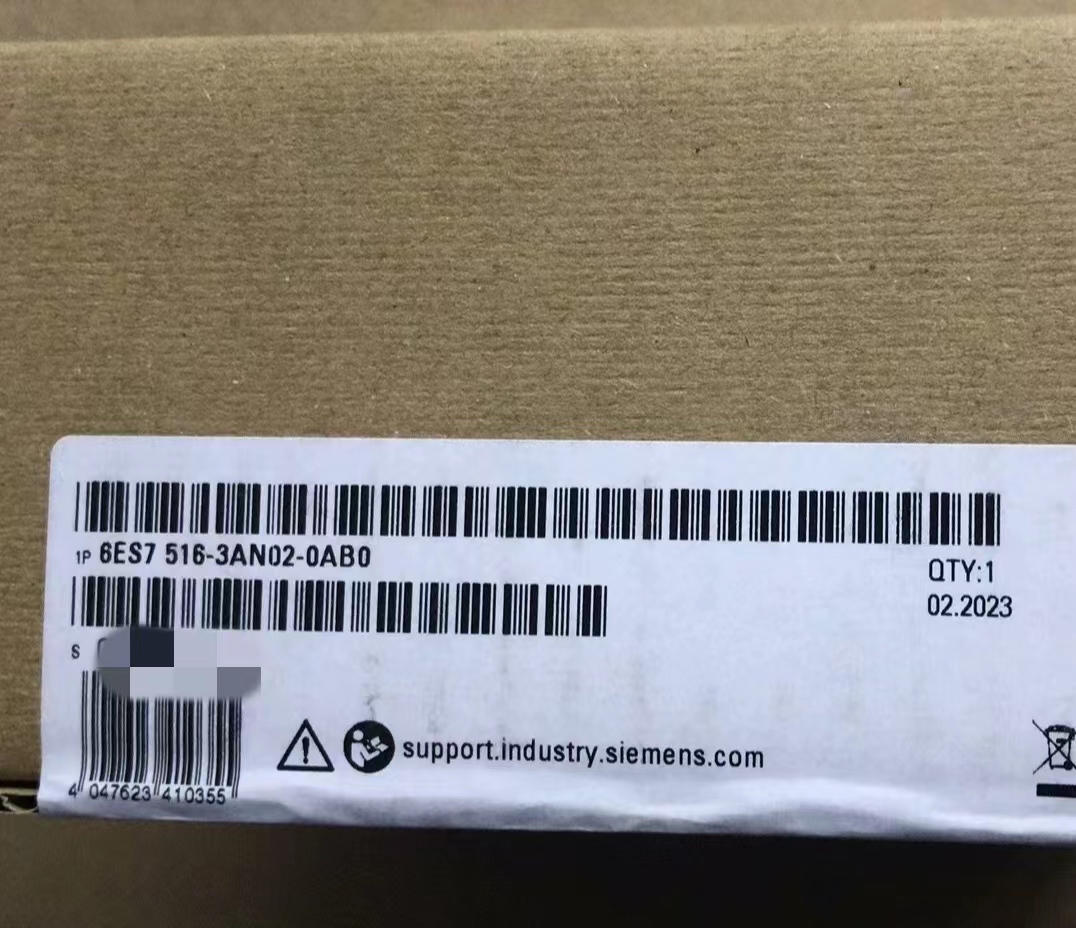 1P 6ES7 516-3AN02-0AB0
QTY:1
02.2023
S
support.industry.siemens.com
4 047623 410355